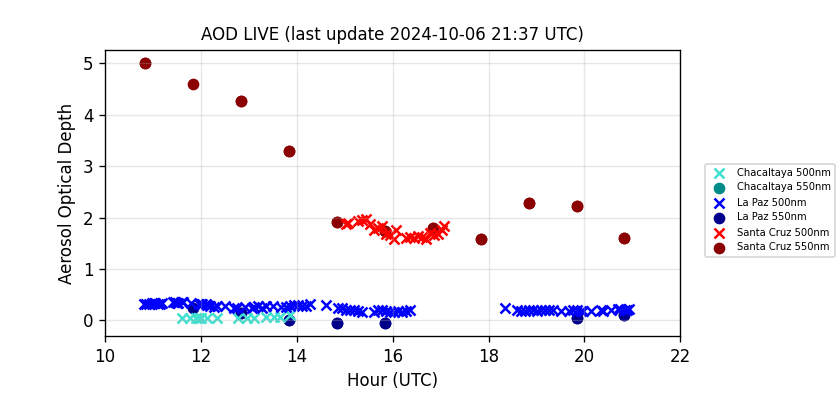 AOD LIVE (last update 2024-10-06 21:37 UTC)
5
4
3
2
1
0
Aerosol Optical Depth
10 12 14 16 18 20 22
Hour (UTC)
Chacaltaya 500nm
Chacaltaya 550nm
La Paz 500nm
La Paz 550nm
Santa Cruz 500nm
Santa Cruz 550nm